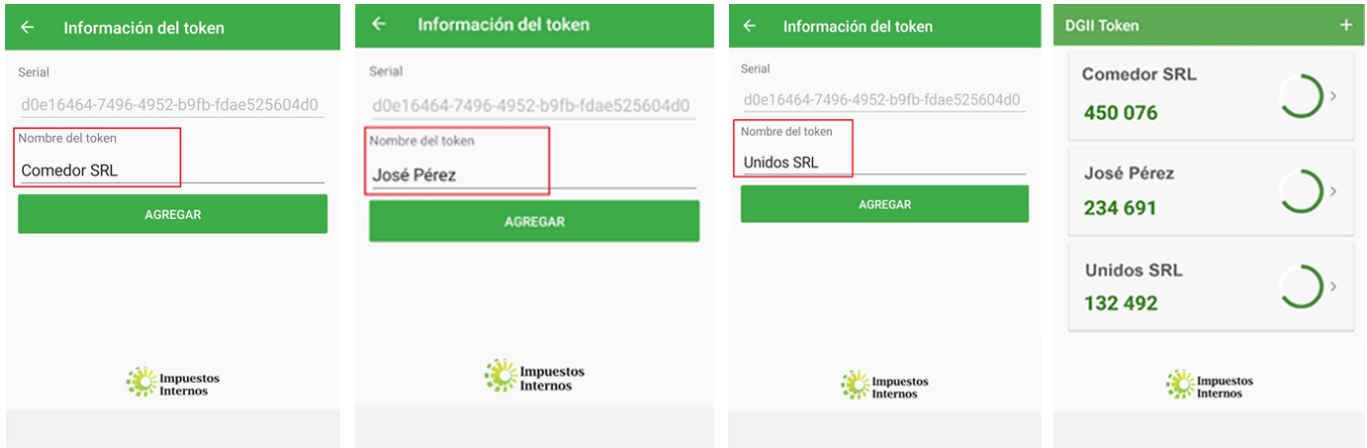 Información del token
Serial
d0e16464-7496-4952-b9fb-fdae525604d0
Nombre del token
Comedor SRL
AGREGAR
Impuestos
Internos
Información del token
Serial
d0e16464-7496-4952-b9fb-fdae525604d0
Nombre del token
José Pérez
AGREGAR
Impuestos
Internos
Información del token
Serial
d0e16464-7496-4952-b9fb-fdae525604d0
Nombre del token
Unidos SRL
AGREGAR
Impuestos
Internos
DGII Token +
Comedor SRL
450 076
José Pérez
234 691
Unidos SRL
132 492
Impuestos
Internos